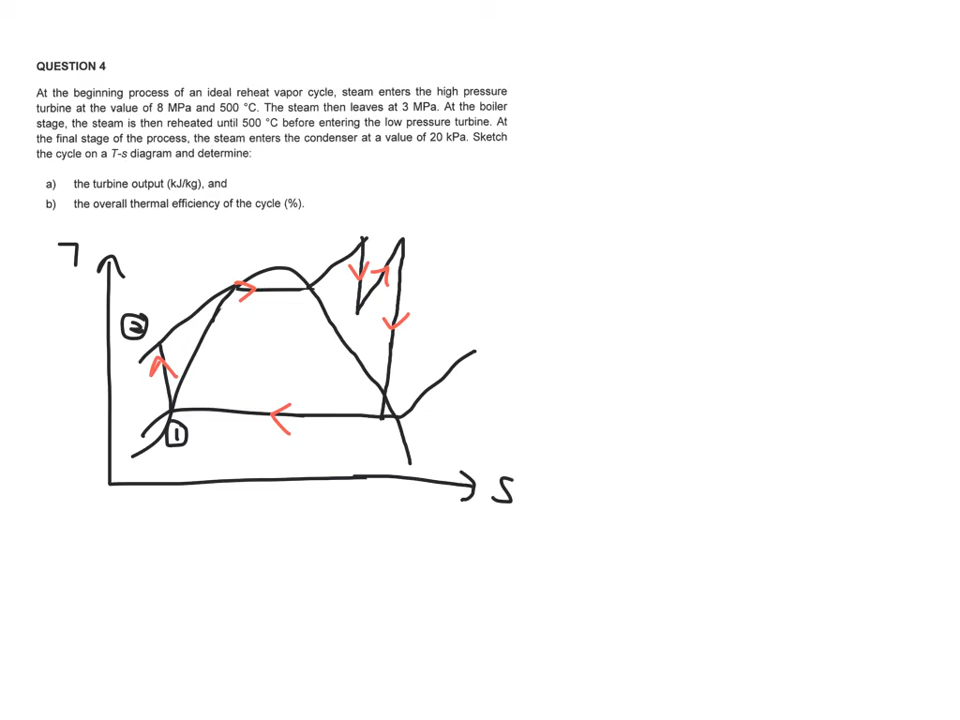 QUESTION 4
At the beginning process of an ideal reheat vapor cycle, steam enters the high pressure
turbine at the value of 8 MPa and 500 °C. The steam then leaves at 3 MPa. At the boiler
stage, the steam is then reheated until 500 °C before entering the low pressure turbine. At
the final stage of the process, the steam enters the condenser at a value of 20 kPa. Sketch
the cycle on a T-s diagram and determine:
a) the turbine output (kJ/kg), and
b) the overall thermal efficiency of the cycle (%).
T
2
1
S